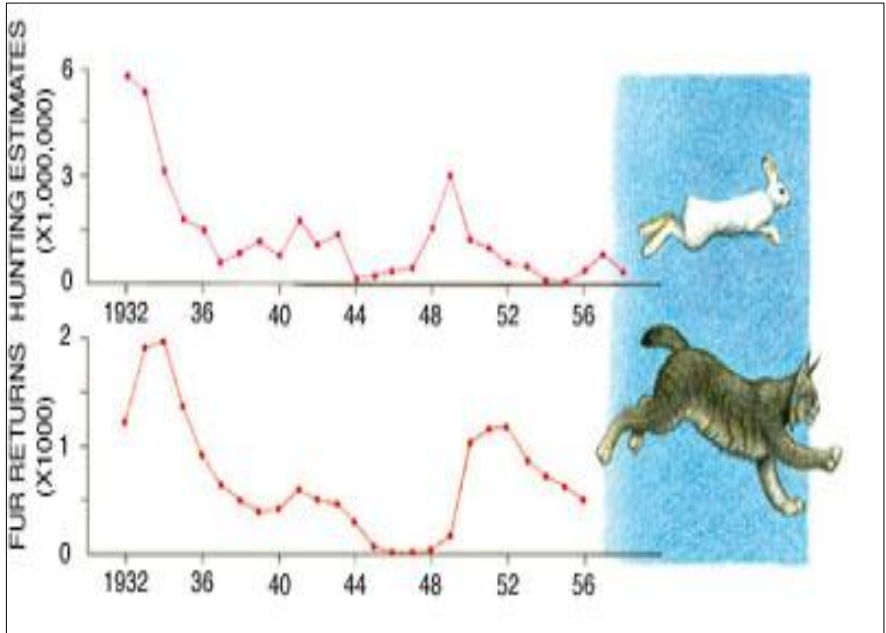 HUNTING ESTIMATES
(X1,000,000)
6
3
0
1932 36 40 44 48 52 56
FUR RETURNS
(X1000)
2
1
0
1932 36 40 44 48 52 56